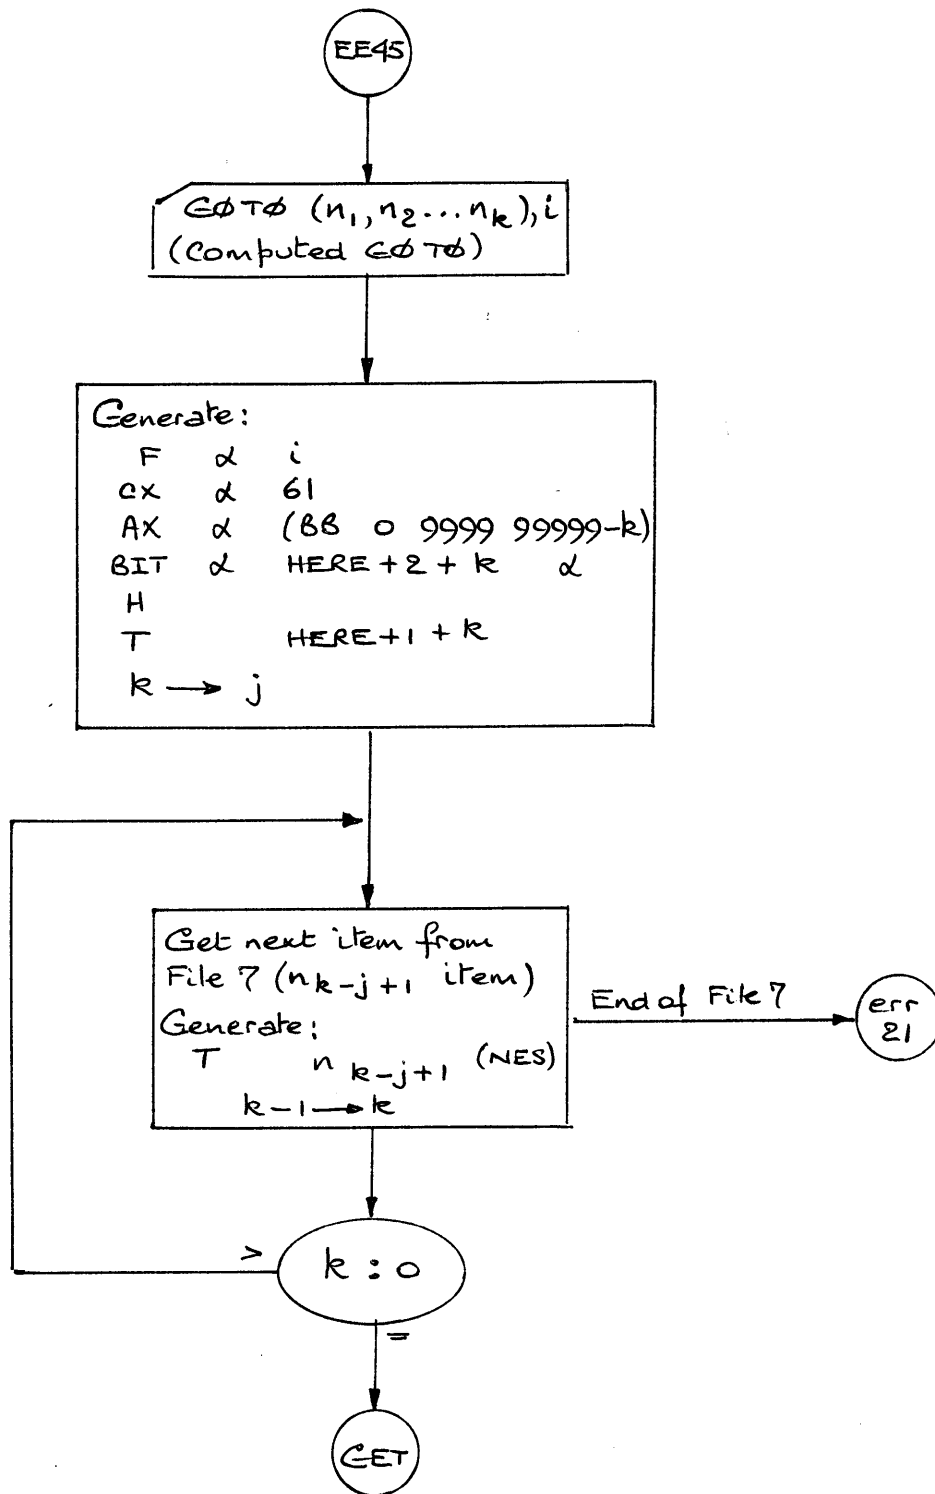 EE45
GØTØ (n₁,n₂...nₖ),i
(Computed GØTØ)
Generate:
F α i
CX α 61
AX α (BB 0 9999 99999-k)
BIT α HERE+2+k α
H
T HERE+1+k
k → j
Get next item from
File 7 (n k-j+1 item)
End of File 7
err
21
Generate:
T n k-j+1 (NES)
k-1→k
>
k : 0
=
GET